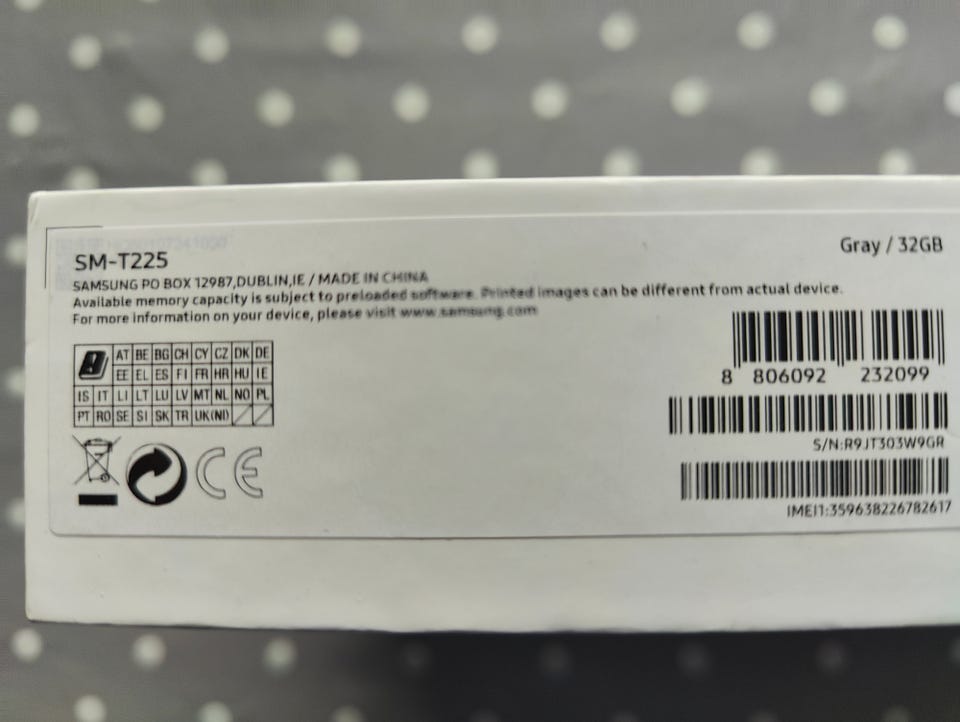 SM-T225
Gray / 32GB
SAMSUNG PO BOX 12987,DUBLIN,IE / MADE IN CHINA
Available memory capacity is subject to preloaded software. Printed images can be different from actual device.
For more information on your device, please visit www.samsung.com
AT BE BG CH CY CZ DK DE
EE EL ES FI FR HR HU IE
IS IT LI LT LU LV MT NL NO PL
PT RO SE SI SK TR UK(NI)
CE
8 806092 232099
S/N:R9JT303W9GR
IMEI1:359638226782617